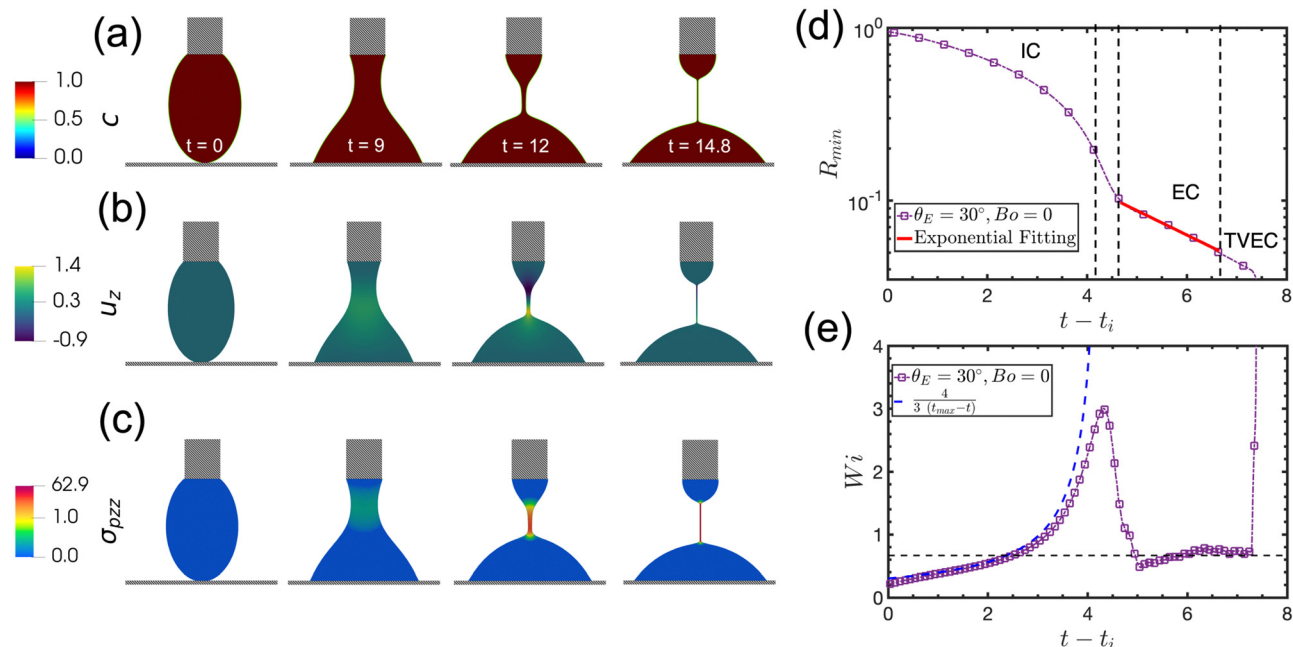 (a)
1.0
0.5
0.0
c
t = 0
t = 9
t = 12
t = 14.8
(b)
1.4
0.3
-0.9
u_z
(c)
62.9
1.0
0.0
σ_pzz
(d)
10^0
10^-1
R_min
IC
EC
TVEC
θ_E = 30°, Bo = 0
Exponential Fitting
0 2 4 6 8
t − t_i
(e)
4
3
2
1
0
Wi
θ_E = 30°, Bo = 0
4 / 3 (t_max−t)
0 2 4 6 8
t − t_i